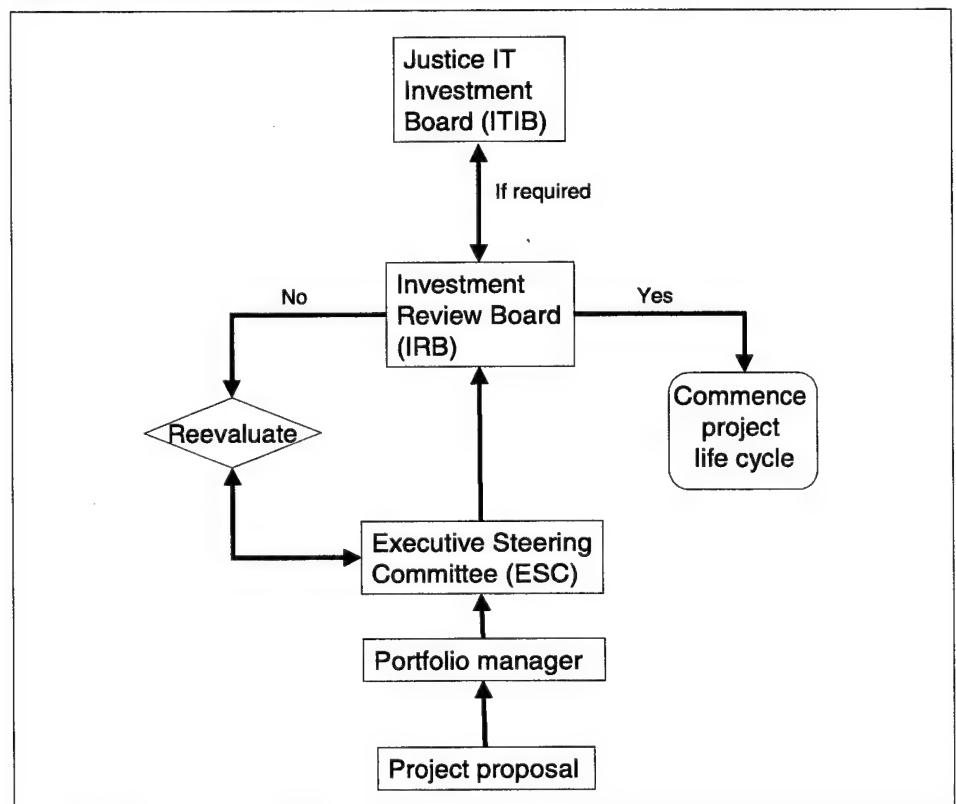 Justice IT
Investment
Board (ITIB)
If required
Investment
Review Board
(IRB)
No
Yes
Reevaluate
Commence
project
life cycle
Executive Steering
Committee (ESC)
Portfolio manager
Project proposal